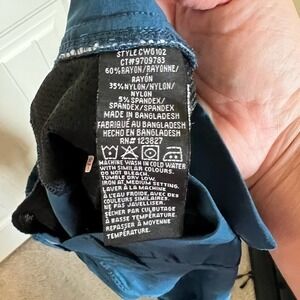 STYLE CW0102
CT#9709783
60%RAYON/RAYONNE/
RAYON
35%NYLON/NYLON/
NYLON
5% SPANDEX/
SPANDEX/SPANDEX
MADE IN BANGLADESH
FABRIQUÉ AU BANGLADESH
HECHO EN BANGLADESH
RN# 123827
MACHINE WASH IN COLD WATER
WITH SIMILAR COLOURS.
DO NOT BLEACH.
TUMBLE DRY LOW.
IRON AT MEDIUM SETTING.
LAVER À LA MACHINE
À L'EAU FROIDE, AVEC DES
COULEURS SIMILAIRES
NE PAS JAVELLISER.
SÉCHER PAR CULBUTAGE
À BASSE TEMPÉRATURE.
REPASSER À MOYENNE
TEMPÉRATURE.